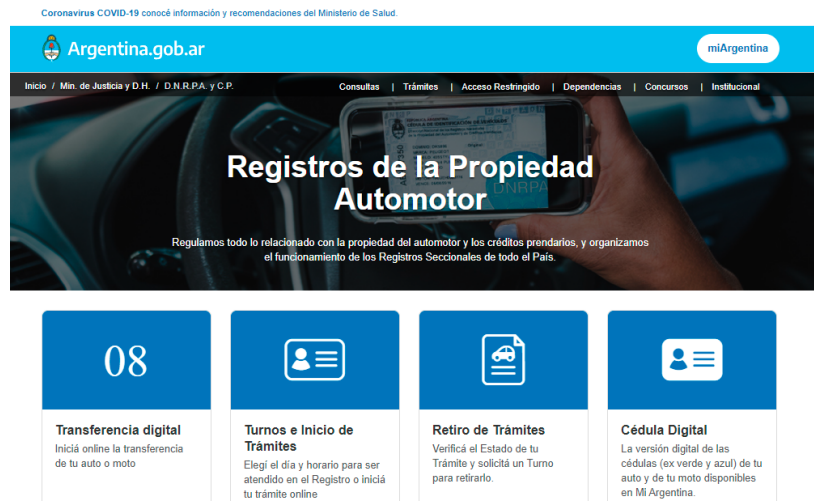 Coronavirus COVID-19 conocé información y recomendaciones del Ministerio de Salud.
Argentina.gob.ar
miArgentina
Inicio / Min. de Justicia y D.H. / D.N.R.P.A. y C.P.
Consultas | Trámites | Acceso Restringido | Dependencias | Concursos | Institucional
Registros de la Propiedad
Automotor
Regulamos todo lo relacionado con la propiedad del automotor y los créditos prendarios, y organizamos
el funcionamiento de los Registros Seccionales de todo el País.
DNRPA
08
Transferencia digital
Iniciá online la transferencia
de tu auto o moto
Turnos e Inicio de
Trámites
Elegí el día y horario para ser
atendido en el Registro o iniciá
tu trámite online
Retiro de Trámites
Verificá el Estado de tu
Trámite y solicitá un Turno
para retirarlo.
Cédula Digital
La versión digital de las
cédulas (ex verde y azul) de tu
auto y de tu moto disponibles
en Mi Argentina.